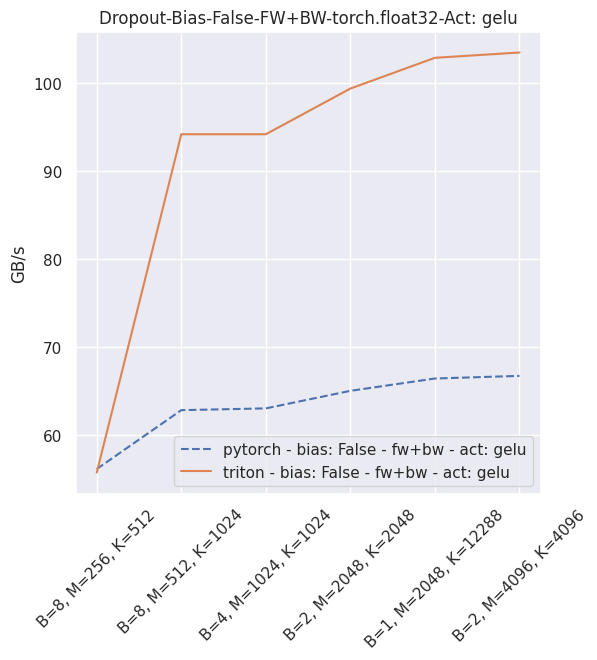 Dropout-Bias-False-FW+BW-torch.float32-Act: gelu
GB/s
100
90
80
70
60
pytorch - bias: False - fw+bw - act: gelu
triton - bias: False - fw+bw - act: gelu
B=8, M=256, K=512
B=8, M=512, K=1024
B=4, M=1024, K=1024
B=2, M=2048, K=2048
B=1, M=2048, K=12288
B=2, M=4096, K=4096